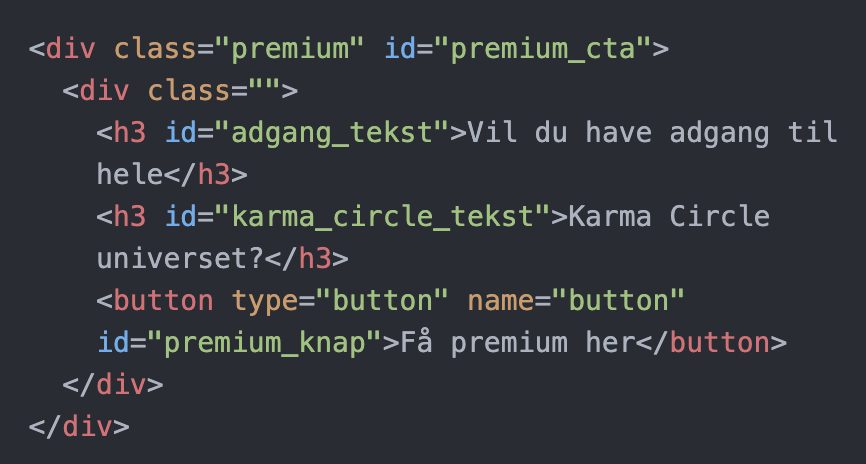 <div class="premium" id="premium_cta">
  <div class="">
    <h3 id="adgang_tekst">Vil du have adgang til
    hele</h3>
    <h3 id="karma_circle_tekst">Karma Circle
    universet?</h3>
    <button type="button" name="button"
    id="premium_knap">Få premium her</button>
  </div>
</div>